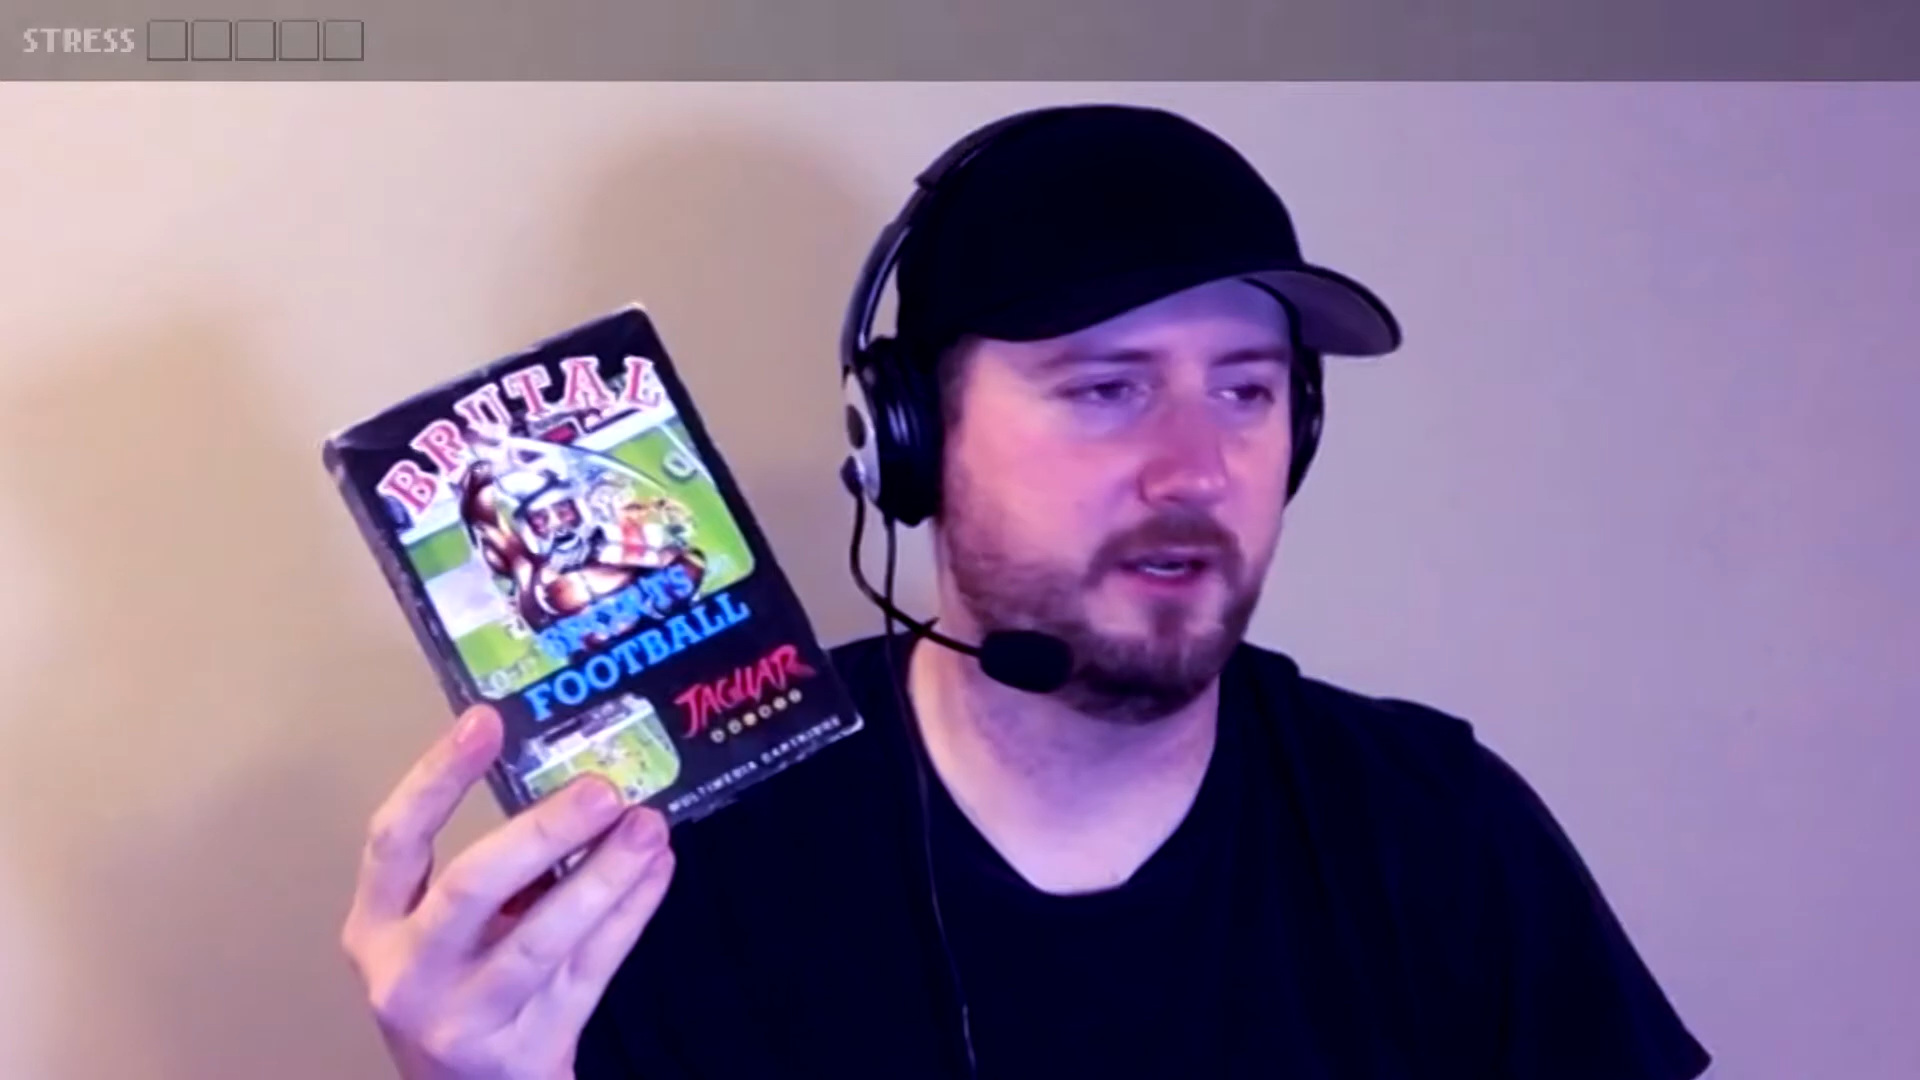 STRESS
BRUTAL
SPORTS
FOOTBALL
JAGUAR
MULTIMEDIA CARTRIDGE